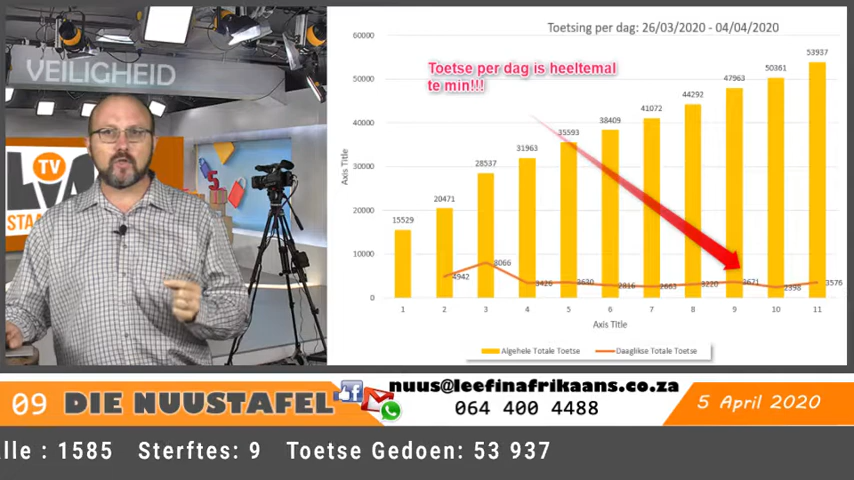 VEILIGHEID
TV
STAA
5
Toetsing per dag: 26/03/2020 - 04/04/2020
Toetse per dag is heeltemal
te min!!!
60000
50000
40000
30000
20000
10000
0
Axis Title
15529
20471
28537
31963
35593
38409
41072
44292
47963
50361
53937
4942
8066
3426
3630
2816
2663
3220
3671
2398
3576
1 2 3 4 5 6 7 8 9 10 11
Axis Title
Algehele Totale Toetse
Daaglikse Totale Toetse
09 DIE NUUSTAFEL
nuus@leefinafrikaans.co.za
064 400 4488
5 April 2020
lle : 1585 Sterftes: 9 Toetse Gedoen: 53 937